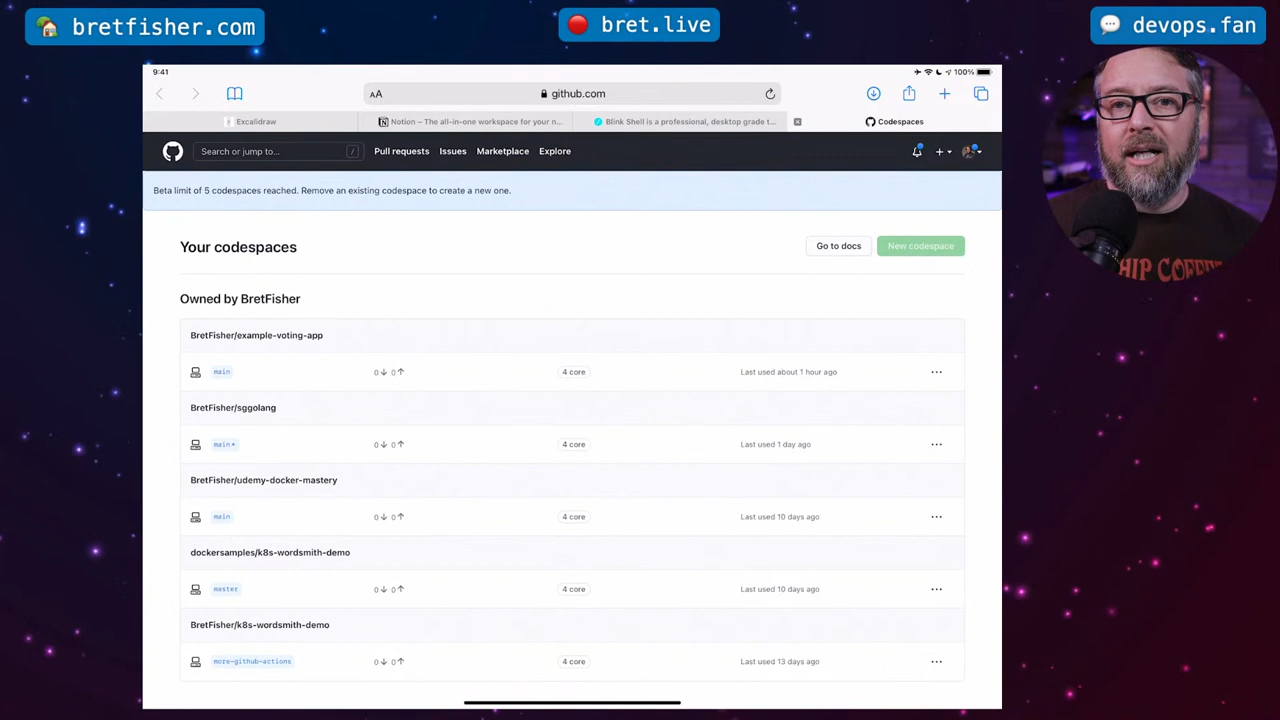 bretfisher.com
bret.live
devops.fan
9:41
100%
AA
github.com
Excalidraw
Notion – The all-in-one workspace for your n...
Blink Shell is a professional, desktop grade t...
Codespaces
Search or jump to...
/
Pull requests
Issues
Marketplace
Explore
Beta limit of 5 codespaces reached. Remove an existing codespace to create a new one.
Your codespaces
Go to docs
New codespace
Owned by BretFisher
BretFisher/example-voting-app
main
0 ↓ 0 ↑
4 core
Last used about 1 hour ago
BretFisher/sggolang
main*
0 ↓ 0 ↑
4 core
Last used 1 day ago
BretFisher/udemy-docker-mastery
main
0 ↓ 0 ↑
4 core
Last used 10 days ago
dockersamples/k8s-wordsmith-demo
master
0 ↓ 0 ↑
4 core
Last used 10 days ago
BretFisher/k8s-wordsmith-demo
more-github-actions
0 ↓ 0 ↑
4 core
Last used 13 days ago